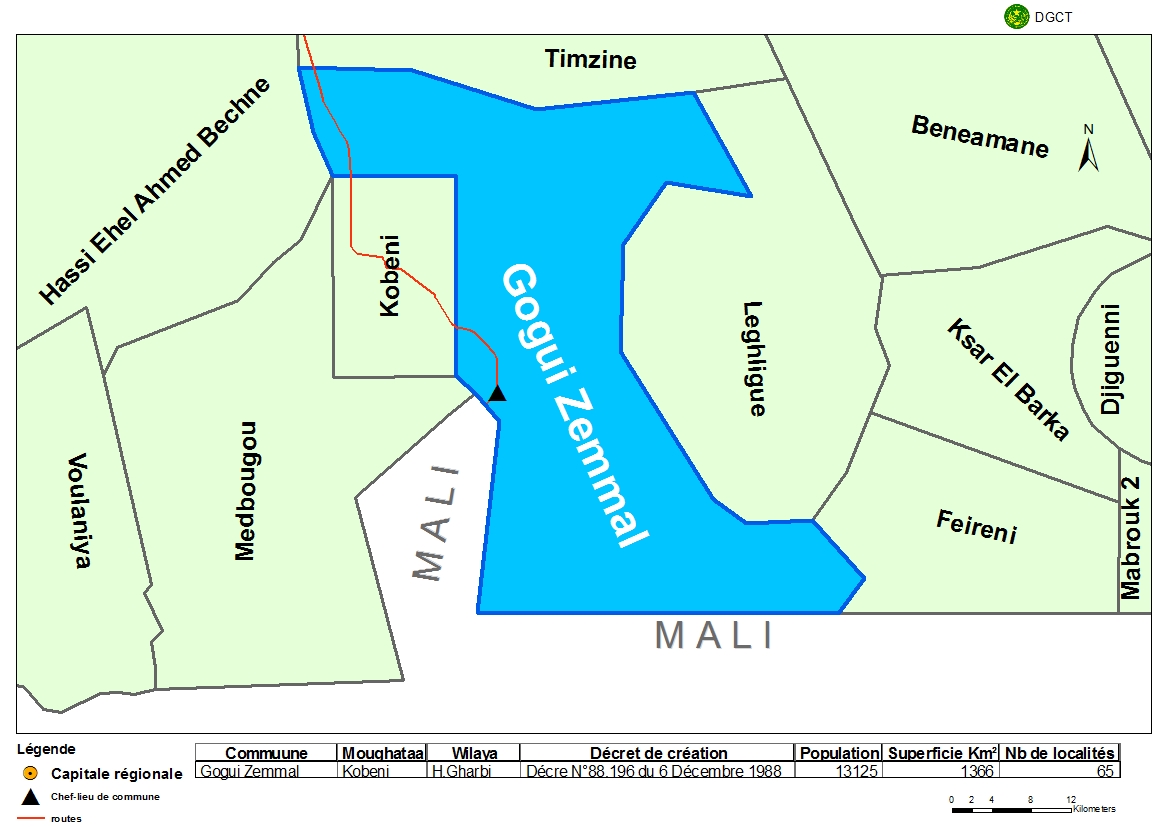 DGCT
Timzine
Hassi Ehel Ahmed Bechne
Beneamane
N
Kobeni
Gogui Zemmal
Leghligue
Ksar El Barka
Djiguenni
Voulaniya
Medbougou
MALI
Feireni
Mabrouk 2
MALI
Légende
Capitale régionale
Chef-lieu de commune
routes
Commuune Moughataa Wilaya Décret de création Population Superficie Km² Nb de localités
Gogui Zemmal Kobeni H.Gharbi Décre N°88.196 du 6 Décembre 1988 13125 1366 65
0 2 4 8 12
Kilometers